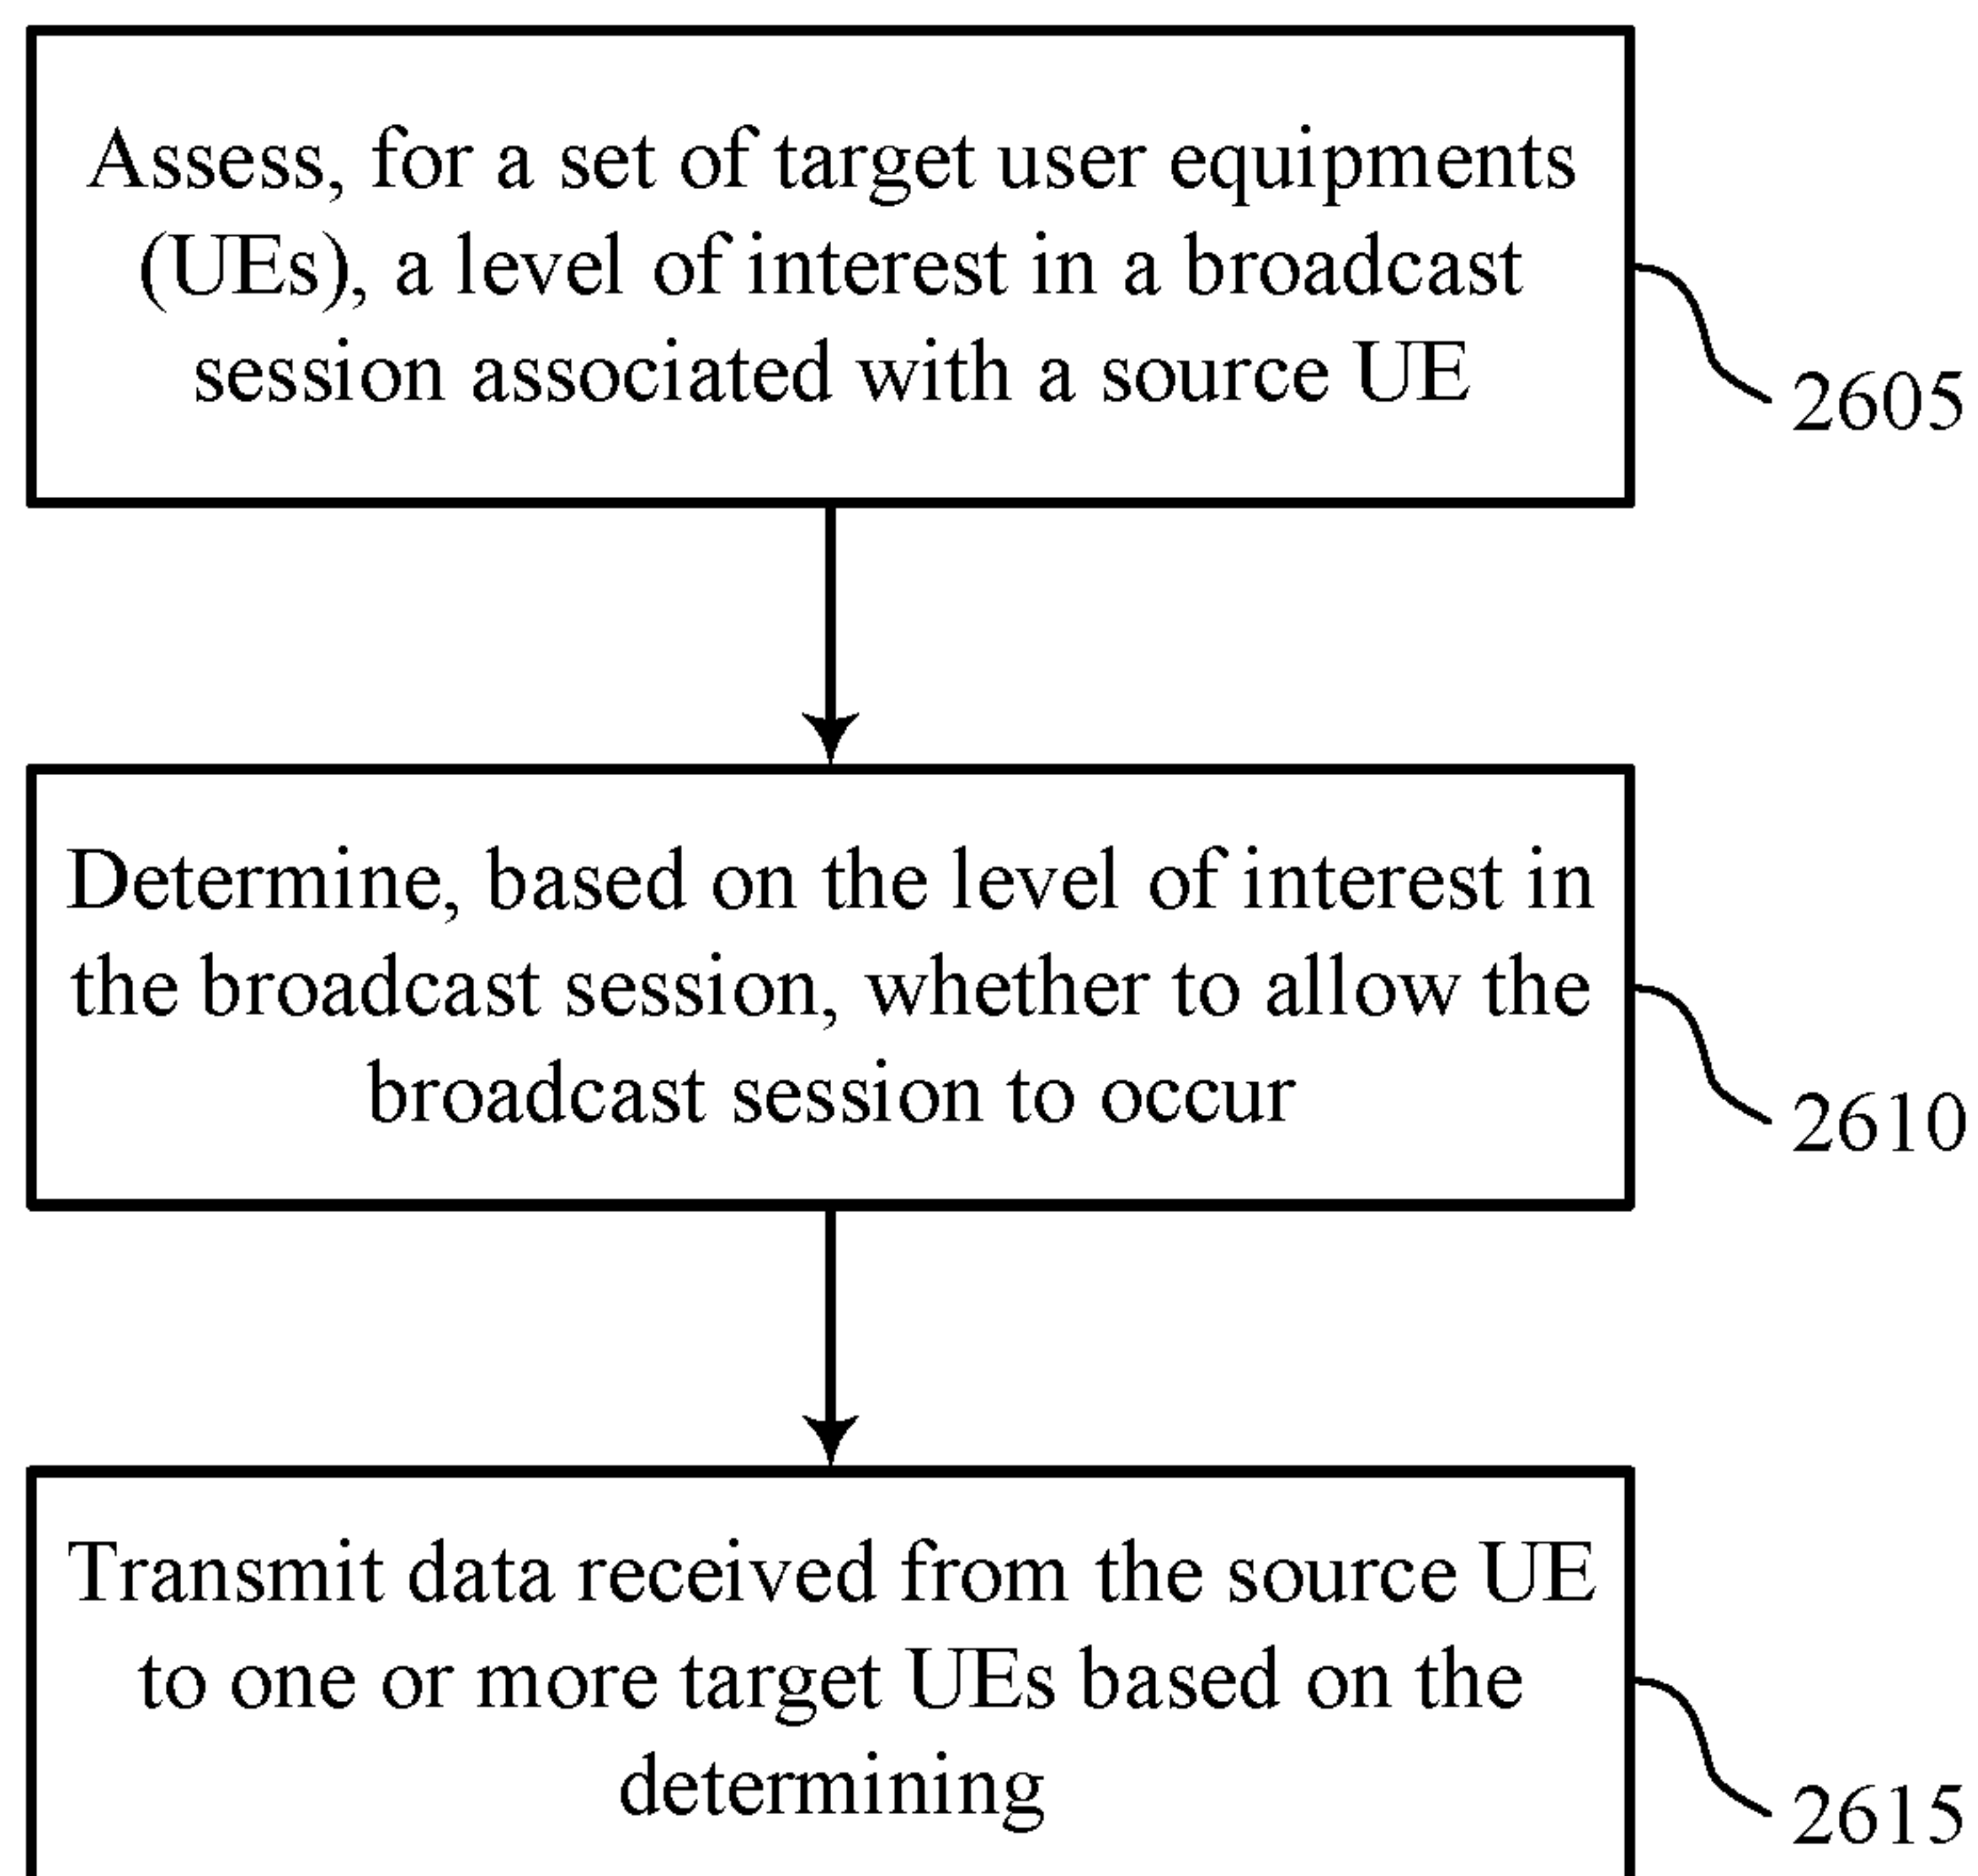 Assess, for a set of target user equipments
(UEs), a level of interest in a broadcast
session associated with a source UE
2605
Determine, based on the level of interest in
the broadcast session, whether to allow the
broadcast session to occur
2610
Transmit data received from the source UE
to one or more target UEs based on the
determining
2615